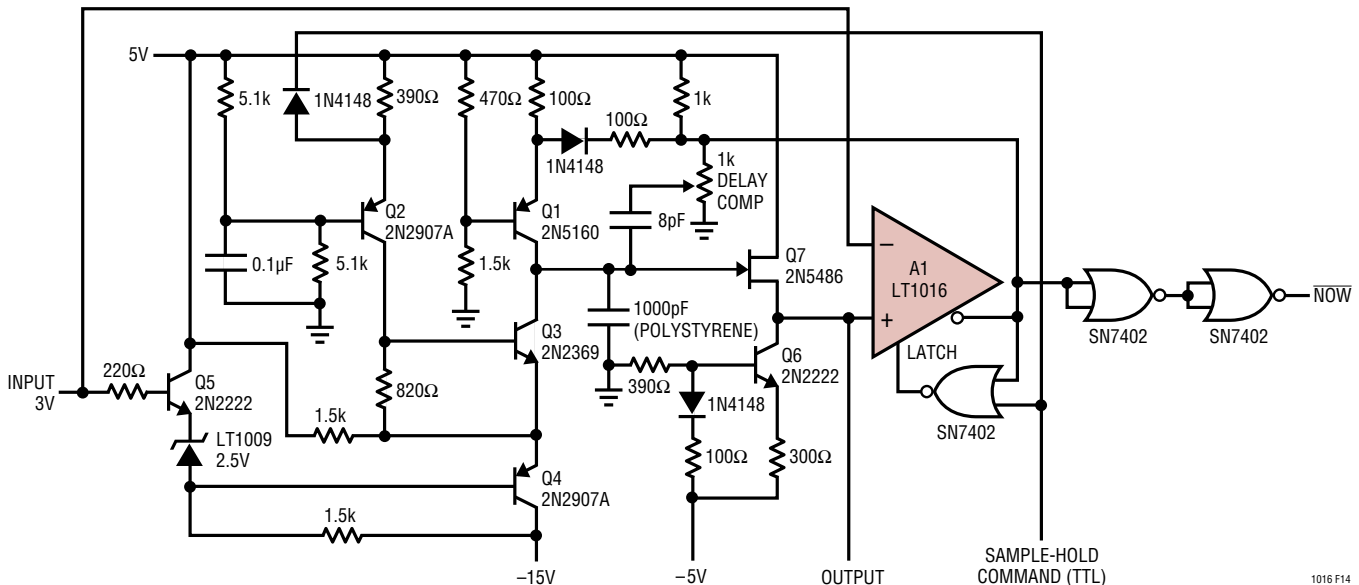 5V
5.1k
1N4148
390Ω
470Ω
100Ω
1k
100Ω
1N4148
1k
DELAY
COMP
8pF
Q2
2N2907A
Q1
2N5160
0.1µF
5.1k
1.5k
Q7
2N5486
A1
LT1016
–
+
LATCH
SN7402
SN7402
NOW
1000pF
(POLYSTYRENE)
Q3
2N2369
Q6
2N2222
INPUT
3V
220Ω
Q5
2N2222
820Ω
390Ω
1N4148
SN7402
1.5k
LT1009
2.5V
100Ω
300Ω
Q4
2N2907A
1.5k
–15V
–5V
OUTPUT
SAMPLE-HOLD
COMMAND (TTL)
1016 F14